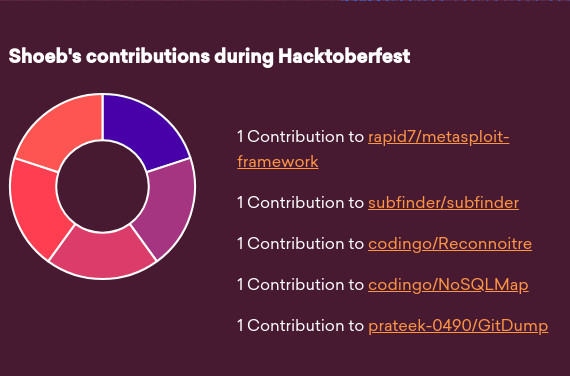 Shoeb's contributions during Hacktoberfest
1 Contribution to rapid7/metasploit-
framework
1 Contribution to subfinder/subfinder
1 Contribution to codingo/Reconnoitre
1 Contribution to codingo/NoSQLMap
1 Contribution to prateek-0490/GitDump